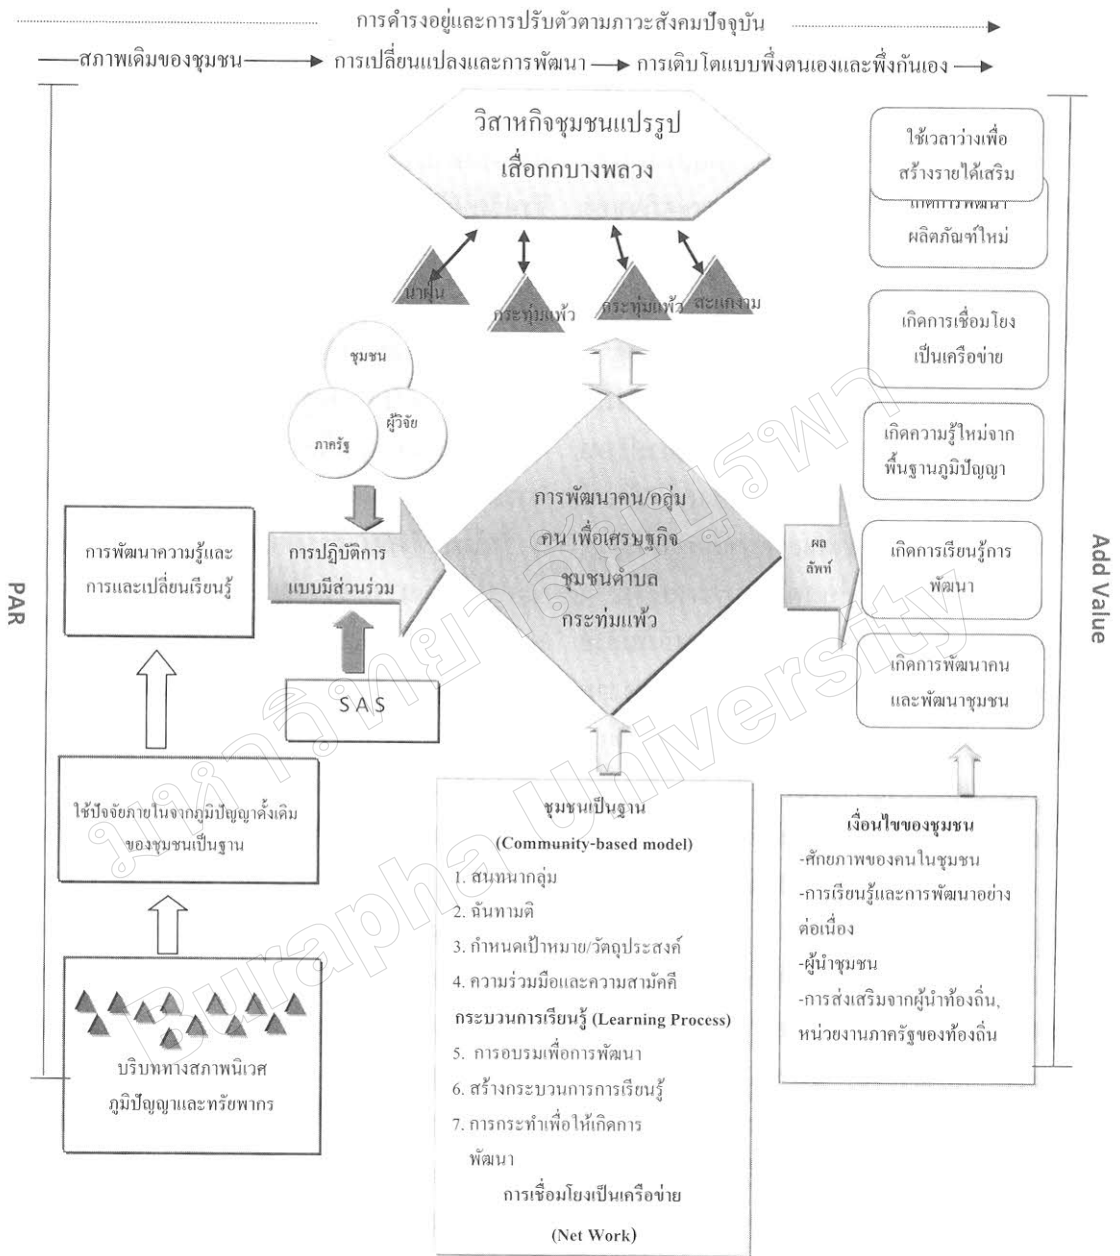 การดำรงอยู่และการปรับตัวตามภาวะสังคมปัจจุบัน
สภาพเดิมของชุมชน
การเปลี่ยนแปลงและการพัฒนา
การเติบโตแบบพึ่งตนเองและพึ่งกันเอง
วิสาหกิจชุมชนแปรรูป
เสื่อกกบางพลวง
นาฝุ่น
กระทุ่มแพ้ว
กระทุ่มแพ้ว
สะแกงาม
ใช้เวลาว่างเพื่อ
สร้างรายได้เสริม
เกิดการพัฒนา
ผลิตภัณฑ์ใหม่
เกิดการเชื่อมโยง
เป็นเครือข่าย
เกิดความรู้ใหม่จาก
พื้นฐานภูมิปัญญา
เกิดการเรียนรู้การ
พัฒนา
เกิดการพัฒนาคน
และพัฒนาชุมชน
ชุมชน
ภาครัฐ
ผู้วิจัย
การพัฒนาความรู้และ
การและเปลี่ยนเรียนรู้
การปฏิบัติการ
แบบมีส่วนร่วม
S A S
การพัฒนาคน/กลุ่ม
คน เพื่อเศรษฐกิจ
ชุมชนตำบล
กระทุ่มแพ้ว
ผล
ลัพท์
PAR
Add Value
ใช้ปัจจัยภายในจากภูมิปัญญาดั้งเดิม
ของชุมชนเป็นฐาน
บริบททางสภาพนิเวศ
ภูมิปัญญาและทรัยพากร
ชุมชนเป็นฐาน
(Community-based model)
1. สนทนากลุ่ม
2. ฉันทามติ
3. กำหนดเป้าหมาย/วัตถุประสงค์
4. ความร่วมมือและความสามัคคี
กระบวนการเรียนรู้ (Learning Process)
5. การอบรมเพื่อการพัฒนา
6. สร้างกระบวนการการเรียนรู้
7. การกระทำเพื่อให้เกิดการ
พัฒนา
การเชื่อมโยงเป็นเครือข่าย
(Net Work)
เงื่อนไขของชุมชน
-ศักยภาพของคนในชุมชน
-การเรียนรู้และการพัฒนาอย่าง
ต่อเนื่อง
-ผู้นำชุมชน
-การส่งเสริมจากผู้นำท้องถิ่น,
หน่วยงานภาครัฐของท้องถิ่น
มหาวิทยาลัยบูรพา
Burapha University